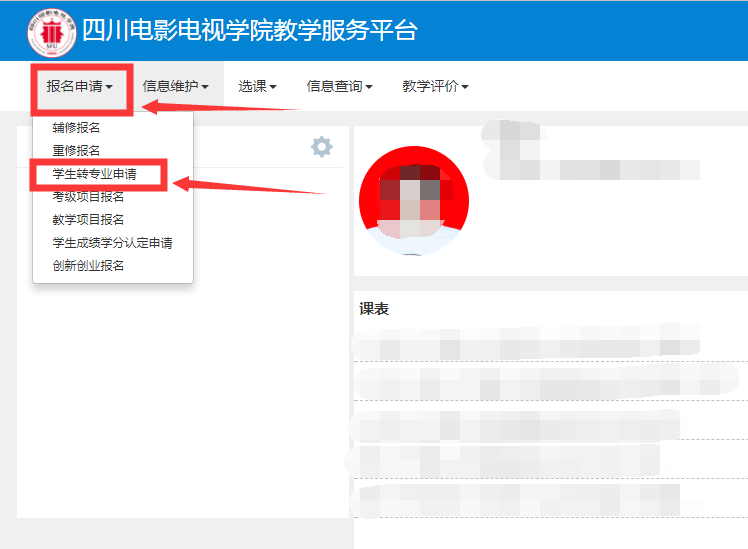 四川电影电视学院教学服务平台
报名申请 信息维护 选课 信息查询 教学评价
辅修报名
重修报名
学生转专业申请
考级项目报名
教学项目报名
学生成绩学分认定申请
创新创业报名
课表